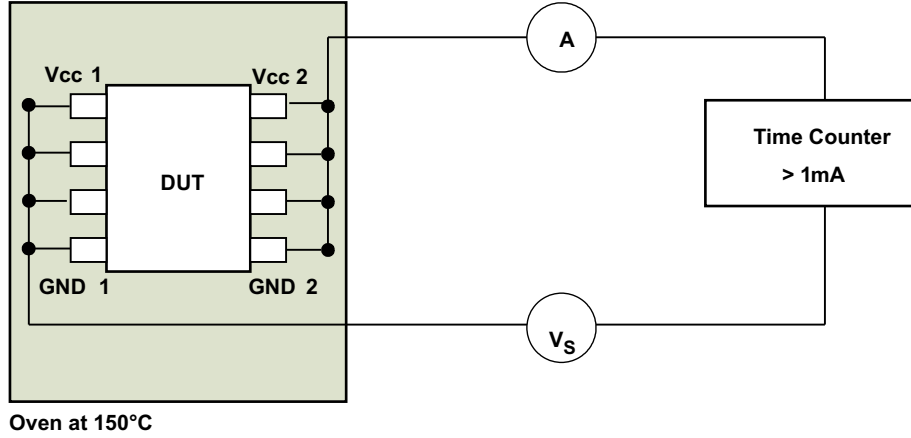 A
Vcc 1
Vcc 2
Time Counter
> 1mA
DUT
GND 1
GND 2
VS
Oven at 150°C